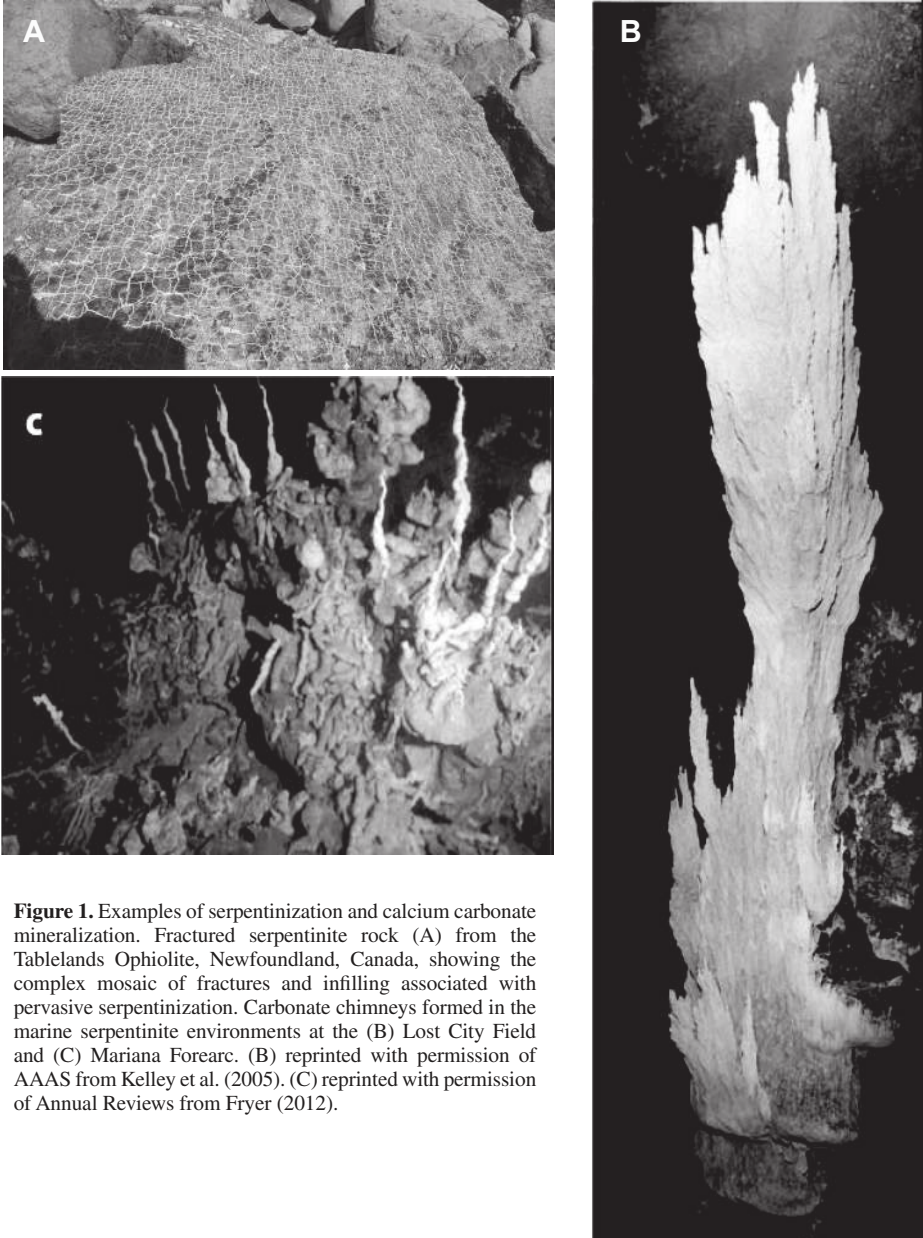 A
B
C
Figure 1. Examples of serpentinization and calcium carbonate
mineralization. Fractured serpentinite rock (A) from the
Tablelands Ophiolite, Newfoundland, Canada, showing the
complex mosaic of fractures and infilling associated with
pervasive serpentinization. Carbonate chimneys formed in the
marine serpentinite environments at the (B) Lost City Field
and (C) Mariana Forearc. (B) reprinted with permission of
AAAS from Kelley et al. (2005). (C) reprinted with permission
of Annual Reviews from Fryer (2012).